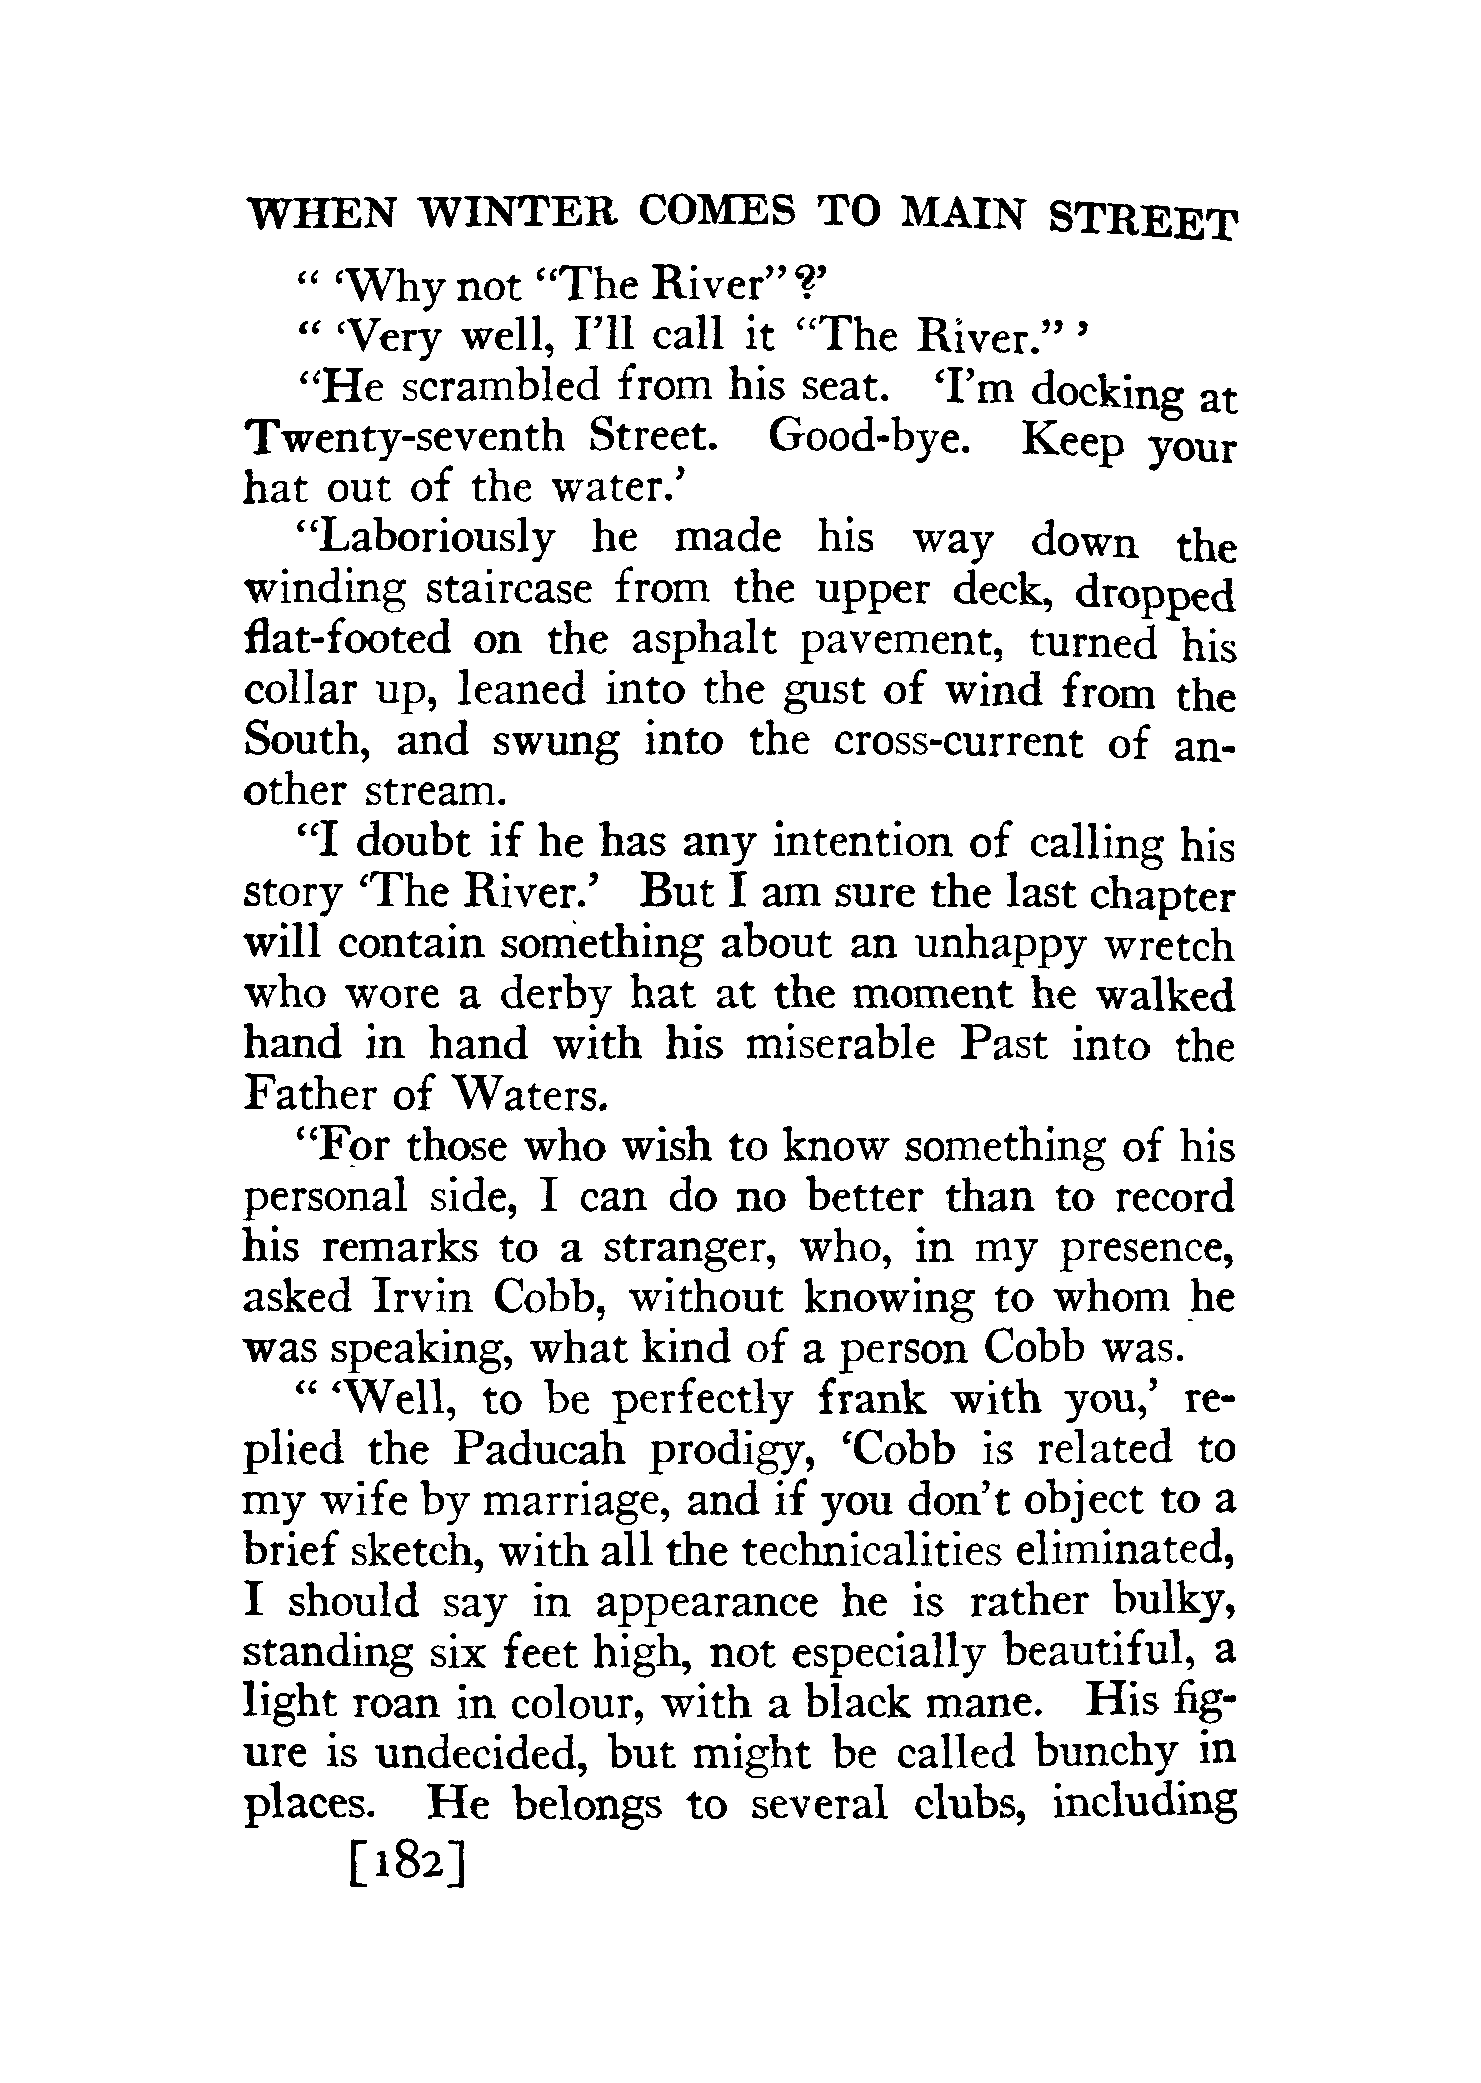 WHEN WINTER COMES TO MAIN STREET
" 'Why not "The River"?'
" 'Very well, I'll call it "The River." '
"He scrambled from his seat. 'I'm docking at
Twenty-seventh Street. Good-bye. Keep your
hat out of the water.'
"Laboriously he made his way down the
winding staircase from the upper deck, dropped
flat-footed on the asphalt pavement, turned his
collar up, leaned into the gust of wind from the
South, and swung into the cross-current of an-
other stream.
"I doubt if he has any intention of calling his
story 'The River.' But I am sure the last chapter
will contain something about an unhappy wretch
who wore a derby hat at the moment he walked
hand in hand with his miserable Past into the
Father of Waters.
"For those who wish to know something of his
personal side, I can do no better than to record
his remarks to a stranger, who, in my presence,
asked Irvin Cobb, without knowing to whom he
was speaking, what kind of a person Cobb was.
" 'Well, to be perfectly frank with you,' re-
plied the Paducah prodigy, 'Cobb is related to
my wife by marriage, and if you don't object to a
brief sketch, with all the technicalities eliminated,
I should say in appearance he is rather bulky,
standing six feet high, not especially beautiful, a
light roan in colour, with a black mane. His fig-
ure is undecided, but might be called bunchy in
places. He belongs to several clubs, including
[182]